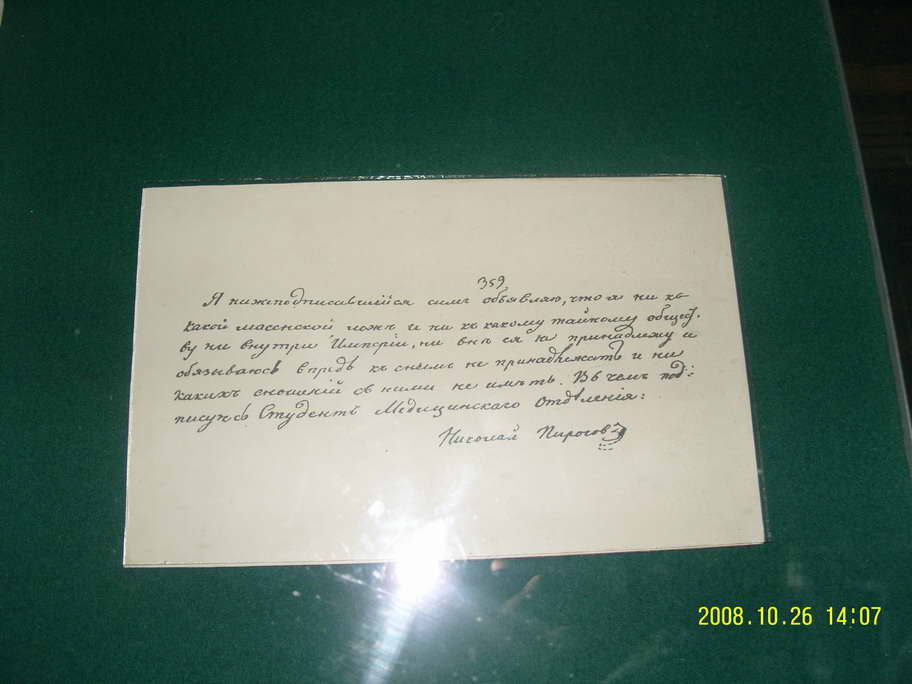 359
Я нижеподписавшійся симъ объявляю, что я ни къ
какой масонской ложѣ и ни къ какому тайному общест.
ву ни внутри Имперіи, ни внѣ ея не принадлежу и
обязываюсь впредь къ онымъ не принадлежать и ни
какихъ сношеній съ ними не имѣть. Въ чемъ под:
писуюсь Студентъ Медицинскаго Отдѣленія:
Николай Пироговъ
2008.10.26 14:07